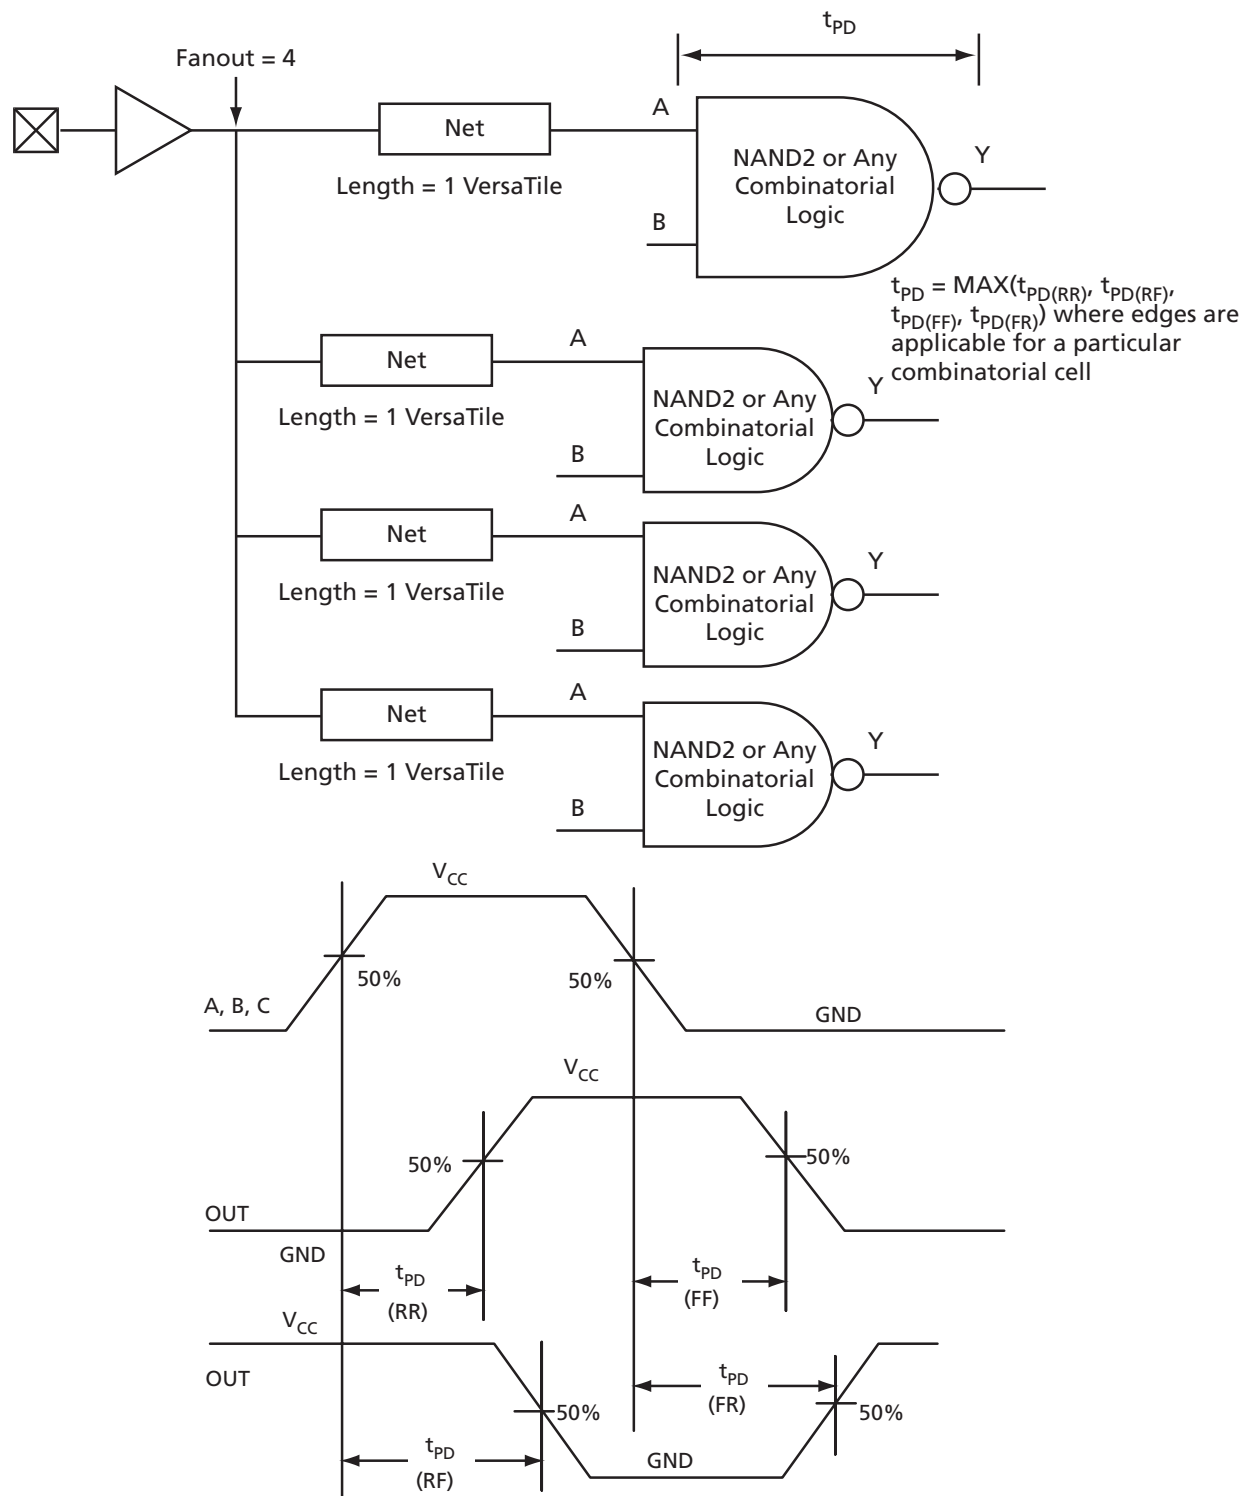 tPD
Fanout = 4
A
Net
NAND2 or Any
Combinatorial
Logic
Y
Length = 1 VersaTile
B
tPD = MAX(tPD(RR), tPD(RF),
tPD(FF), tPD(FR)) where edges are
applicable for a particular
combinatorial cell
A
Net
NAND2 or Any
Combinatorial
Logic
Y
Length = 1 VersaTile
B
A
Net
NAND2 or Any
Combinatorial
Logic
Y
Length = 1 VersaTile
B
A
Net
NAND2 or Any
Combinatorial
Logic
Y
Length = 1 VersaTile
B
VCC
50%
50%
A, B, C
GND
VCC
50%
50%
OUT
GND
tPD
(RR)
tPD
(FF)
VCC
OUT
tPD
(FR)
50%
50%
tPD
(RF)
GND